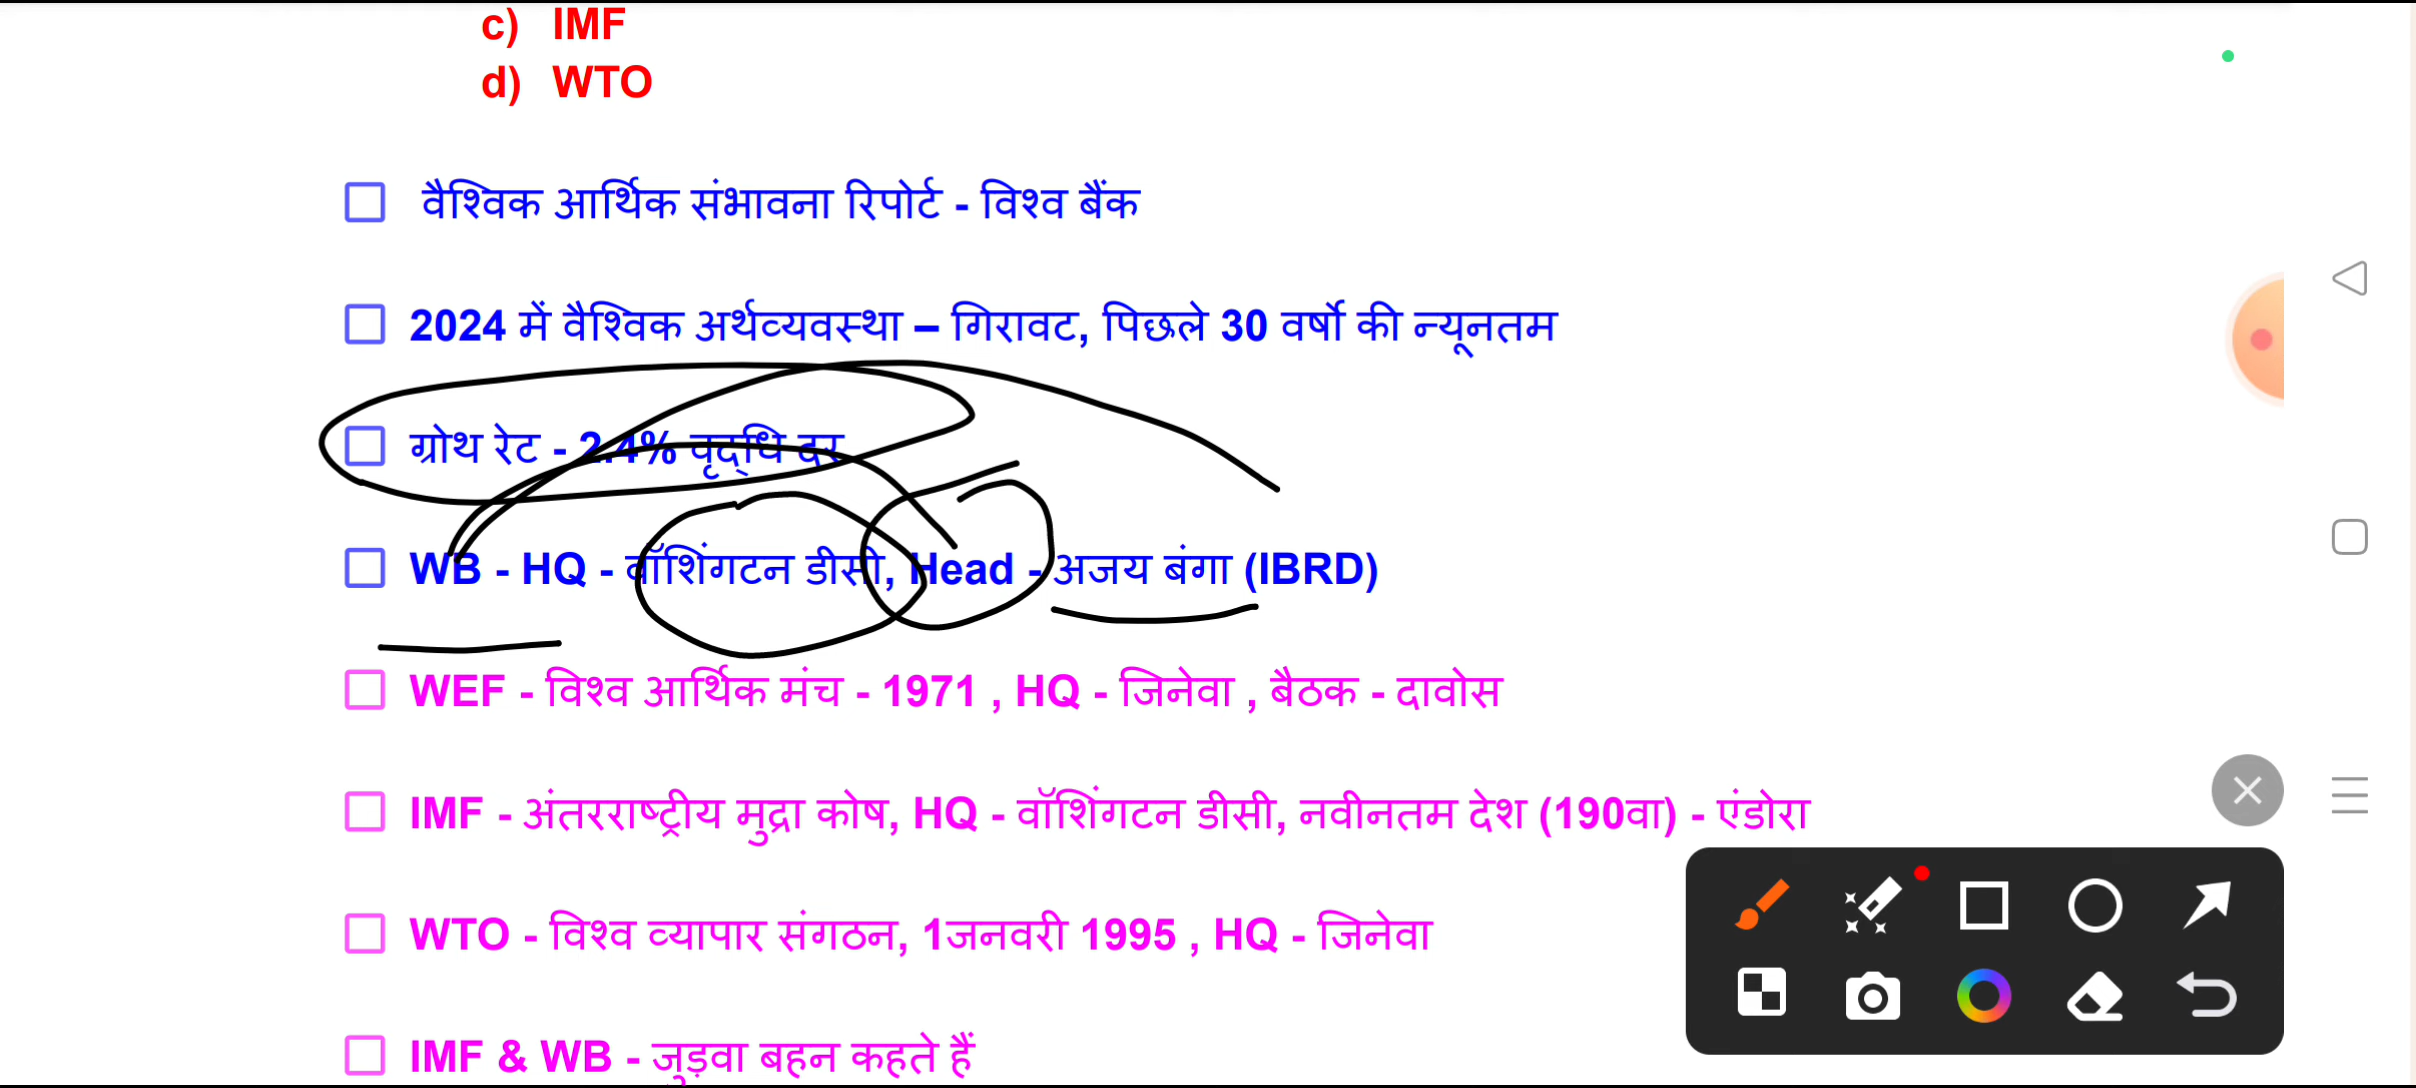 c) IMF
d) WTO
वैश्विक आर्थिक संभावना रिपोर्ट - विश्व बैंक
2024 में वैश्विक अर्थव्यवस्था – गिरावट, पिछले 30 वर्षो की न्यूनतम
ग्रोथ रेट - 2.4% वृद्धि दर
WB - HQ - वॉशिंगटन डीसी, Head - अजय बंगा (IBRD)
WEF - विश्व आर्थिक मंच - 1971 , HQ - जिनेवा , बैठक - दावोस
IMF - अंतरराष्ट्रीय मुद्रा कोष, HQ - वॉशिंगटन डीसी, नवीनतम देश (190वा) - एंडोरा
WTO - विश्व व्यापार संगठन, 1जनवरी 1995 , HQ - जिनेवा
IMF & WB - जुड़वा बहन कहते हैं